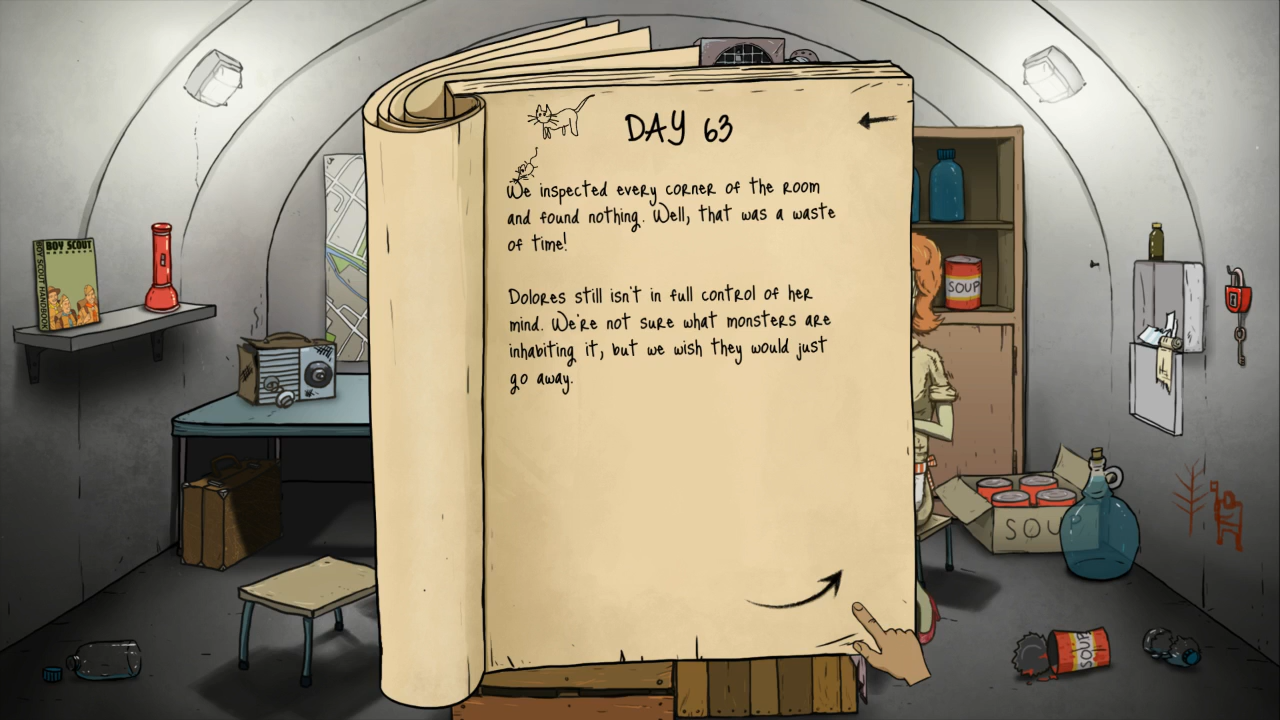 DAY 63
We inspected every corner of the room
and found nothing. Well, that was a waste
of time!
Dolores still isn't in full control of her
mind. We're not sure what monsters are
inhabiting it, but we wish they would just
go away.
BOY SCOUT
BOY SCOUT HANDBOOK
SOUP
SOUP
SOUP